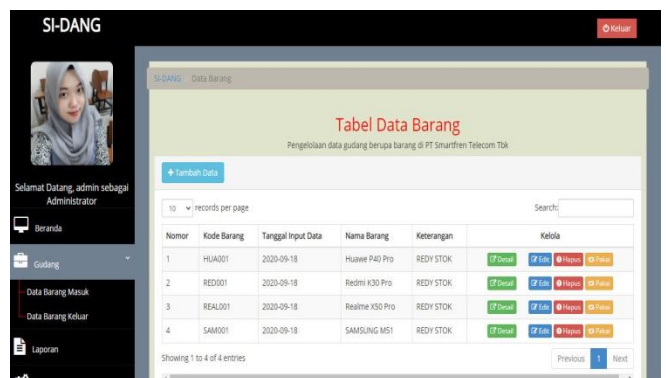 SI-DANG
Keluar
SI-DANG Data Barang
Tabel Data Barang
Pengelolaan data gudang berupa barang di PT Smartfren Telecom Tbk
+ Tambah Data
Selamat Datang, admin sebagai
Administrator
10 records per page Search:
Beranda
Nomor Kode Barang Tanggal Input Data Nama Barang Keterangan Kelola
1 HUA001 2020-09-18 Huawe P40 Pro REDY STOK Detail Edit Hapus Pakai
Gudang
2 RED001 2020-09-18 Redmi K30 Pro REDY STOK Detail Edit Hapus Pakai
Data Barang Masuk
3 REAL001 2020-09-18 Realme X50 Pro REDY STOK Detail Edit Hapus Pakai
Data Barang Keluar
4 SAM001 2020-09-18 SAMSUNG M51 REDY STOK Detail Edit Hapus Pakai
Laporan
Showing 1 to 4 of 4 entries Previous 1 Next